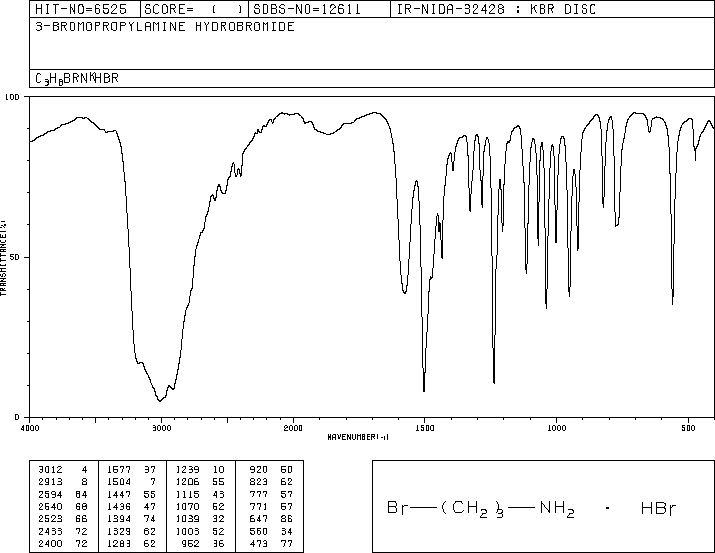 HIT-NO=6525 SCORE= ( ) SDBS-NO=12611 IR-NIDA-32428 : KBR DISC
3-BROMOPROPYLAMINE HYDROBROMIDE
C3H8BRN HBR
100
50
0
TRANSMITTANCE(%)
4000 3000 2000 1500 1000 500
WAVENUMBER(-1)
3012 4 1577 37 1239 10 920 50
2913 8 1504 7 1206 55 823 62
2594 64 1447 55 1115 43 777 57
2540 68 1436 47 1070 52 771 57
2523 66 1394 74 1039 32 647 86
2433 72 1329 62 1003 52 560 34
2400 72 1283 62 952 36 473 77
Br—(CH2)3—NH2 · HBr